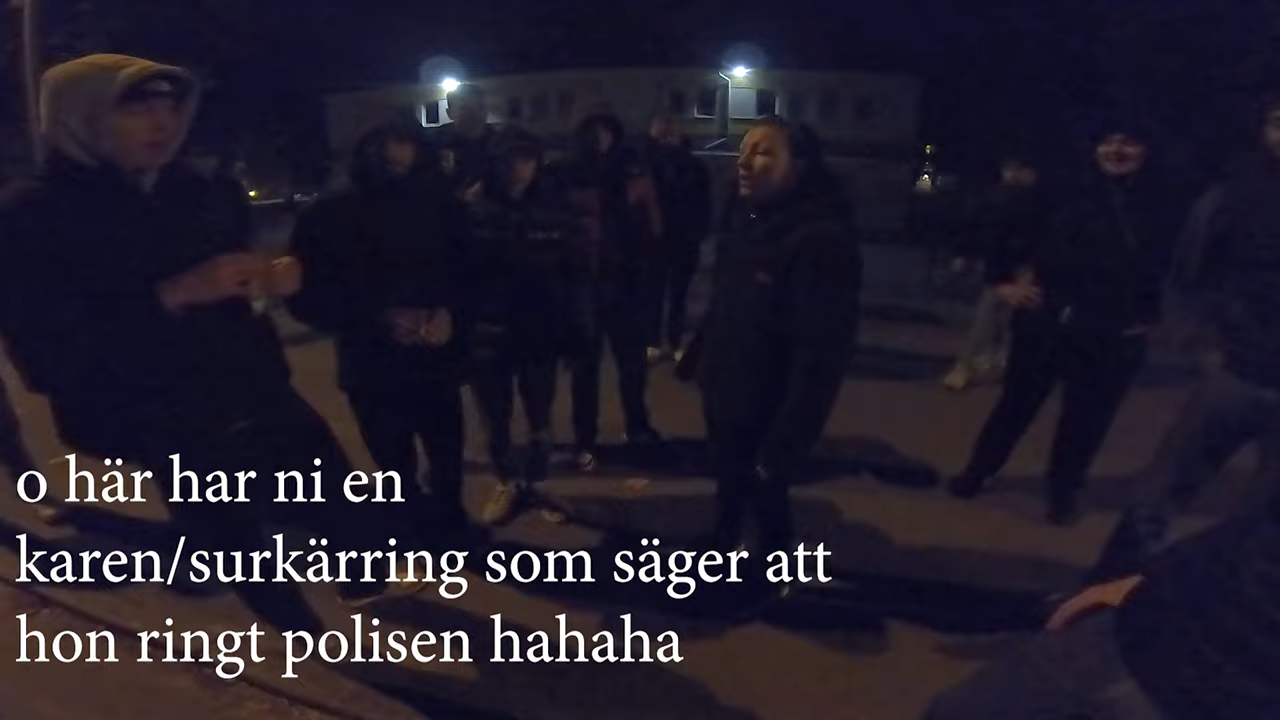 o här har ni en
karen/surkärring som säger att
hon ringt polisen hahaha